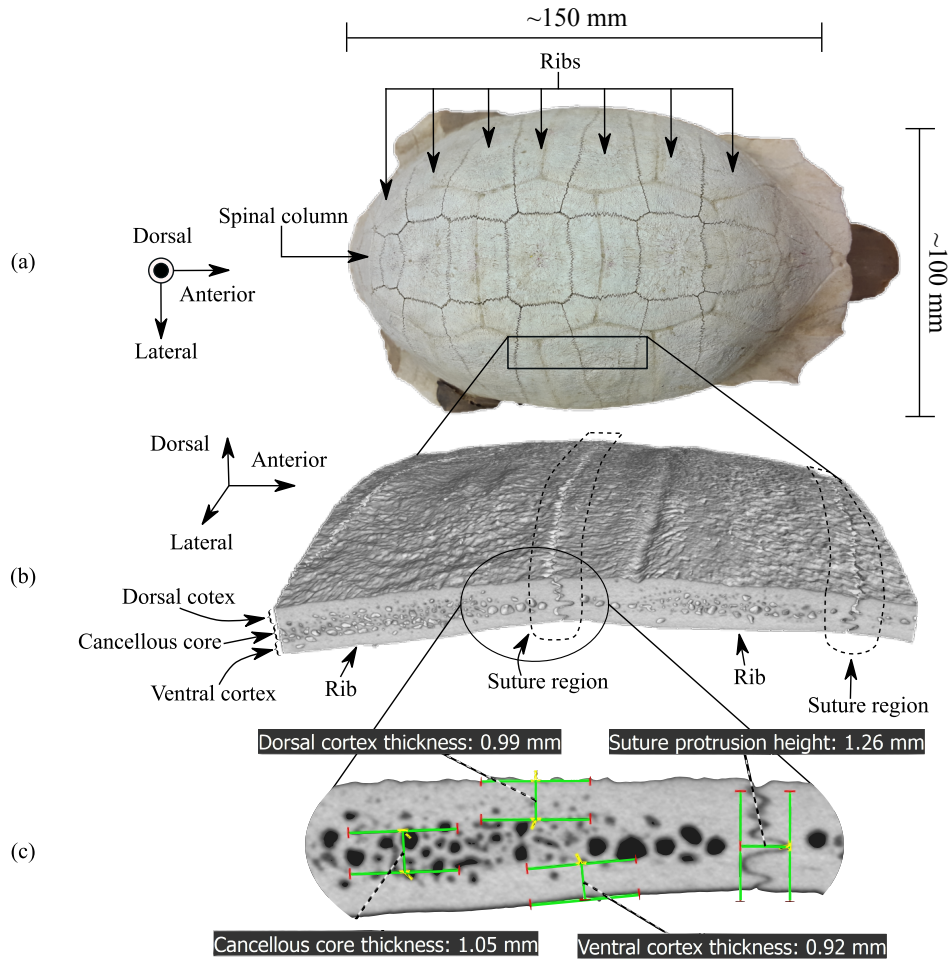 ~150 mm
Ribs
Spinal column
Dorsal
(a)
Anterior
Lateral
~100 mm
Dorsal
Anterior
Lateral
(b)
Dorsal cotex
Cancellous core
Ventral cortex
Rib
Suture region
Rib
Suture region
Dorsal cortex thickness: 0.99 mm
Suture protrusion height: 1.26 mm
(c)
Cancellous core thickness: 1.05 mm
Ventral cortex thickness: 0.92 mm